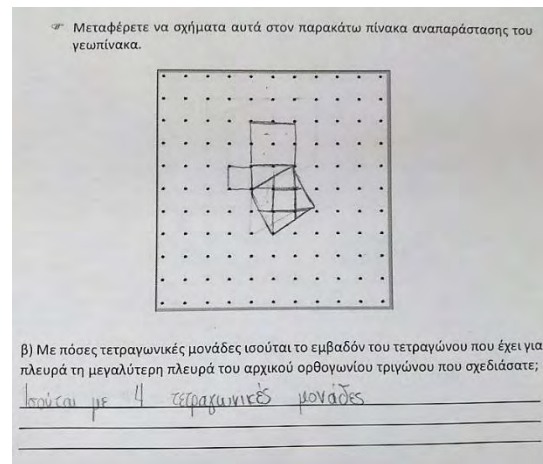 ☞ Μεταφέρετε να σχήματα αυτά στον παρακάτω πίνακα αναπαράστασης του
γεωπίνακα.
β) Με πόσες τετραγωνικές μονάδες ισούται το εμβαδόν του τετραγώνου που έχει για
πλευρά τη μεγαλύτερη πλευρά του αρχικού ορθογωνίου τριγώνου που σχεδιάσατε;
Ισούται με 4 τετραγωνικές μονάδες